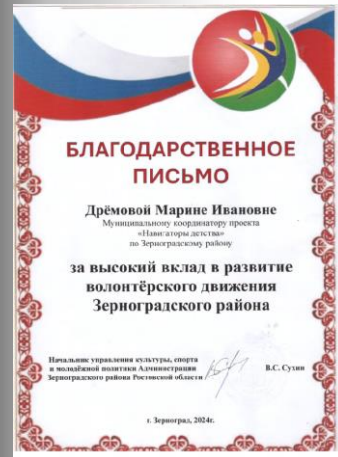 БЛАГОДАРСТВЕННОЕ
ПИСЬМО
Дрёмовой Марине Ивановне
Муниципальному координатору проекта
«Навигаторы детства»
по Зерноградскому району
за высокий вклад в развитие
волонтёрского движения
Зерноградского района
Начальник управления культуры, спорта
и молодёжной политики Администрации
Зерноградского района Ростовской области
В.С. Сутин
г. Зерноград, 2024г.